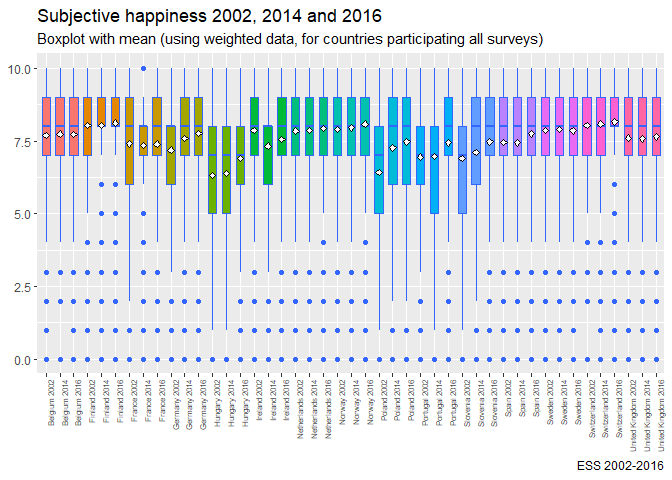 Subjective happiness 2002, 2014 and 2016
Boxplot with mean (using weighted data, for countries participating all surveys)
10.0
7.5
5.0
2.5
0.0
Belgium 2002
Belgium 2014
Belgium 2016
Finland 2002
Finland 2014
Finland 2016
France 2002
France 2014
France 2016
Germany 2002
Germany 2014
Germany 2016
Hungary 2002
Hungary 2014
Hungary 2016
Ireland 2002
Ireland 2014
Ireland 2016
Netherlands 2002
Netherlands 2014
Netherlands 2016
Norway 2002
Norway 2014
Norway 2016
Poland 2002
Poland 2014
Poland 2016
Portugal 2002
Portugal 2014
Portugal 2016
Slovenia 2002
Slovenia 2014
Slovenia 2016
Spain 2002
Spain 2014
Spain 2016
Sweden 2002
Sweden 2014
Sweden 2016
Switzerland 2002
Switzerland 2014
Switzerland 2016
United Kingdom 2002
United Kingdom 2014
United Kingdom 2016
ESS 2002-2016